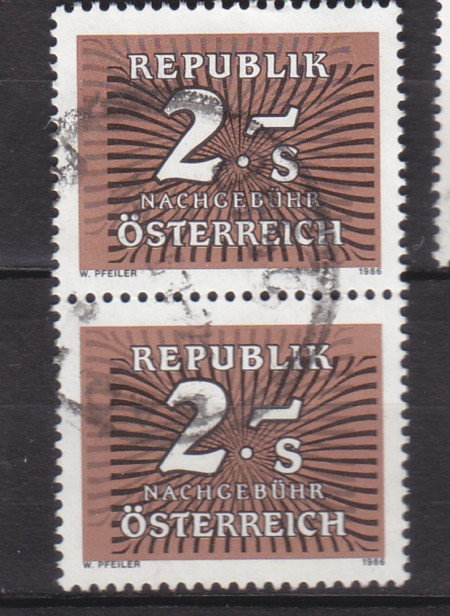 REPUBLIK
2.-
S
NACHGEBÜHR
ÖSTERREICH
W. PFEILER 1986
REPUBLIK
2.-
S
NACHGEBÜHR
ÖSTERREICH
W. PFEILER 1986